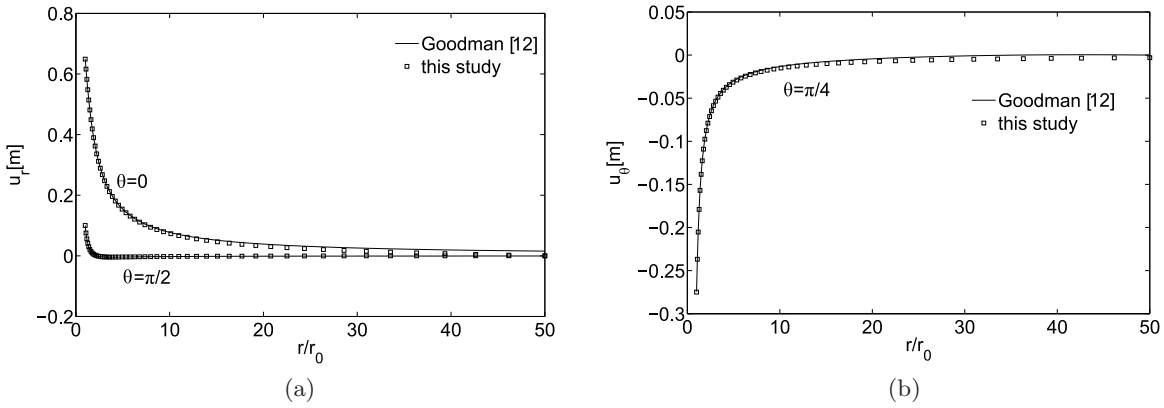 0.8
0.6
0.4
0.2
0
−0.2
u_r[m]
Goodman [12]
this study
θ=0
θ=π/2
0 10 20 30 40 50
r/r_0
(a)
0.05
0
−0.05
−0.1
−0.15
−0.2
−0.25
−0.3
u_θ[m]
θ=π/4
Goodman [12]
this study
0 10 20 30 40 50
r/r_0
(b)